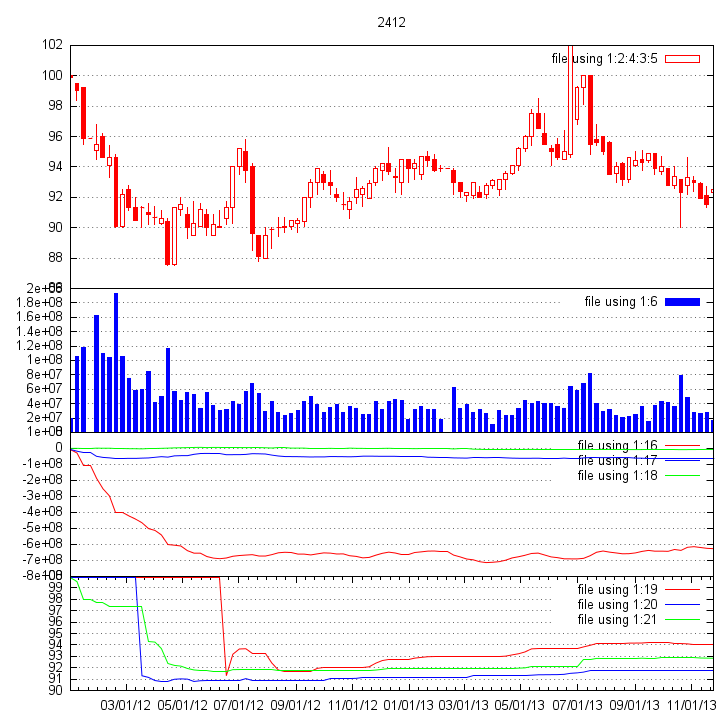 2412
102
file using 1:2:4:3:5
100
98
96
94
92
90
88
2e+08
file using 1:6
1.8e+08
1.6e+08
1.4e+08
1.2e+08
1e+08
8e+07
6e+07
4e+07
2e+07
0
file using 1:16
-1e+08
file using 1:17
file using 1:18
-2e+08
-3e+08
-4e+08
-5e+08
-6e+08
-7e+08
-8e+08
99
file using 1:19
98
file using 1:20
97
file using 1:21
96
95
94
93
92
91
90
03/01/12 05/01/12 07/01/12 09/01/12 11/01/12 01/01/13 03/01/13 05/01/13 07/01/13 09/01/13 11/01/13